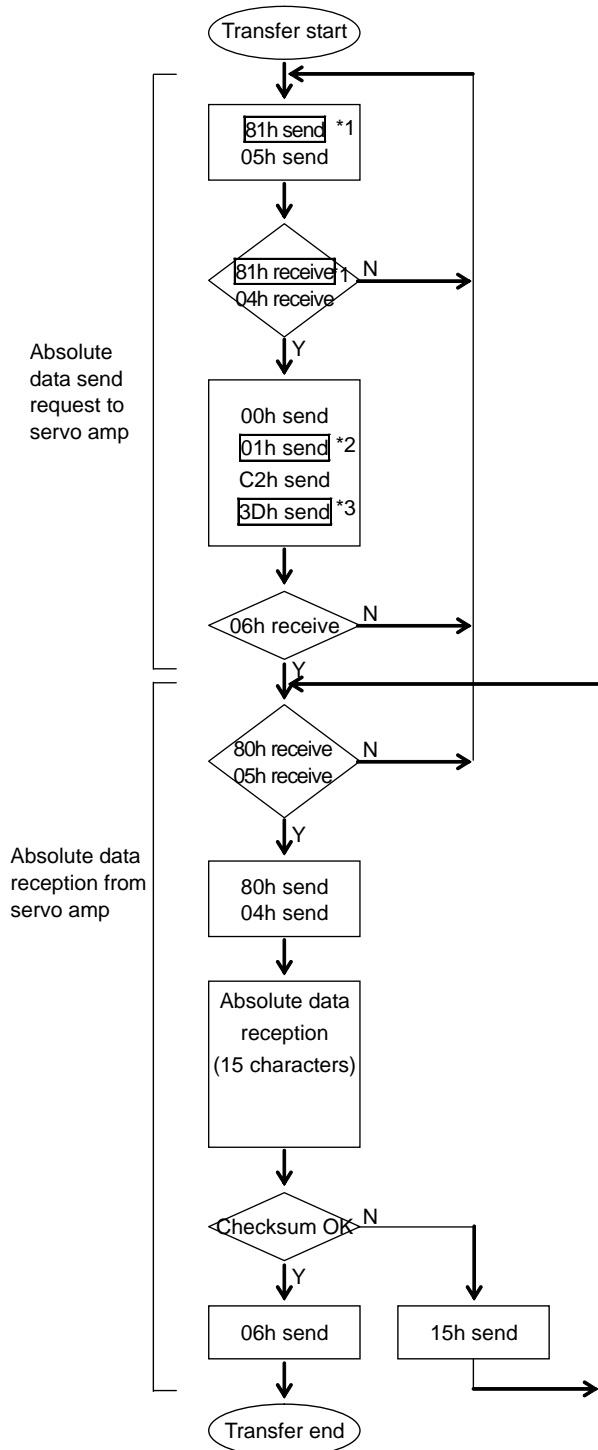 Transfer start
81h send *1
05h send
81h receive*1
N
04h receive
Y
Absolute
data send
request to
servo amp
00h send
01h send *2
C2h send
3Dh send *3
06h receive
N
Y
80h receive
05h receive
N
Y
Absolute data
reception from
servo amp
80h send
04h send
Absolute data
reception
(15 characters)
Checksum OK
N
Y
06h send
15h send
Transfer end